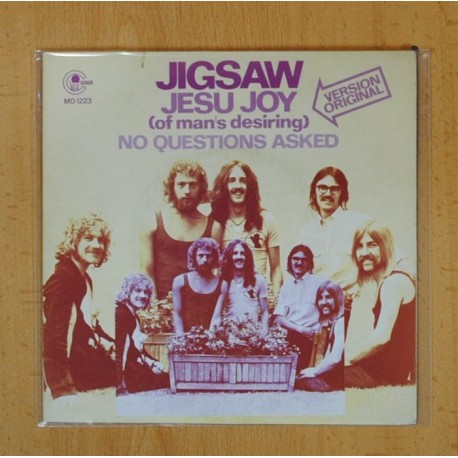 MO 1223
JIGSAW
JESU JOY
(of man's desiring)
NO QUESTIONS ASKED
VERSION
ORIGINAL